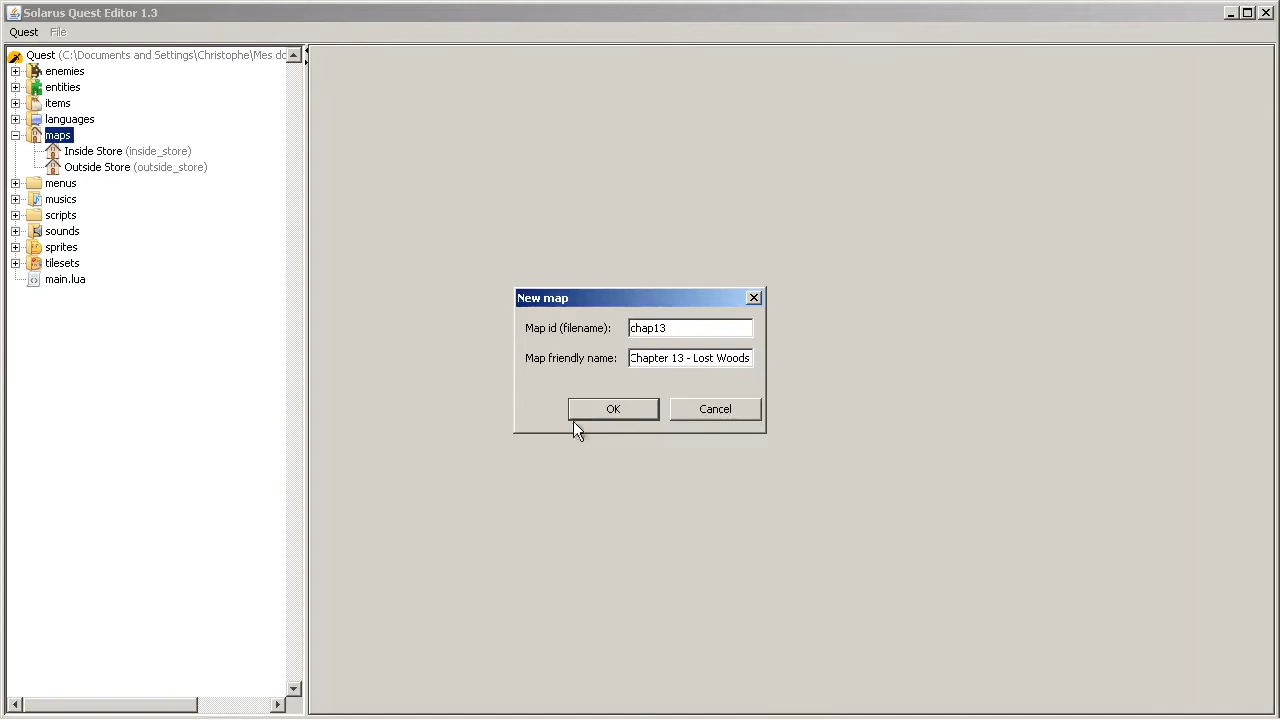 Solarus Quest Editor 1.3
Quest File
Quest (C:\Documents and Settings\Christophe\Mes do
enemies
entities
items
languages
maps
Inside Store (inside_store)
Outside Store (outside_store)
menus
musics
scripts
sounds
sprites
tilesets
main.lua
New map
Map id (filename): chap13
Map friendly name: Chapter 13 - Lost Woods
OK Cancel